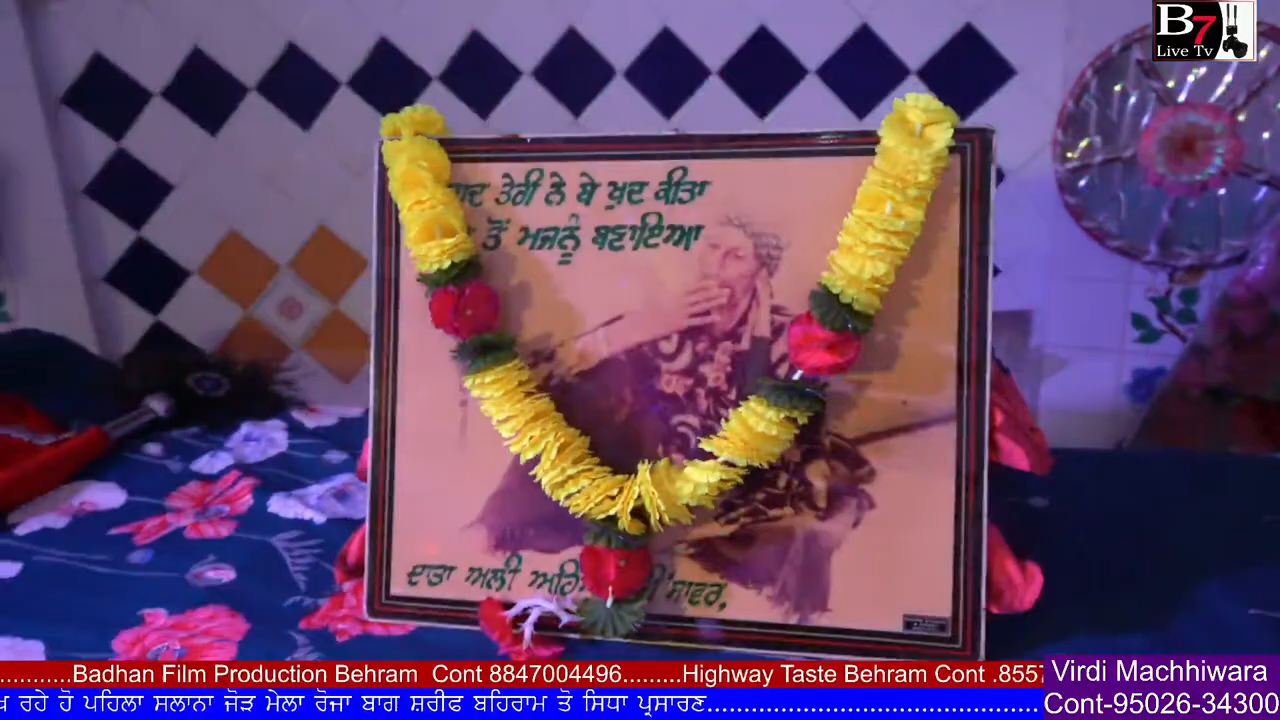 B7
Live Tv
ਤੇਰੀ ਨੇ ਬੇ ਖੁਦ ਕੀਤਾ
ਤੋਂ ਮਜਨੂੰ ਬਣਾਇਆ
ਦਾਤਾ ਅਲੀ
...........Badhan Film Production Behram Cont 8847004496.........Highway Taste Behram Cont .855
ਰਹੇ ਹੋ ਪਹਿਲਾ ਸਲਾਨਾ ਜੋੜ ਮੇਲਾ ਰੋਜਾ ਬਾਗ ਸ਼ਰੀਫ ਬਹਿਰਾਮ ਤੋ ਸਿਧਾ ਪ੍ਰਸਾਰਣ
Virdi Machhiwara
Cont-95026-34300